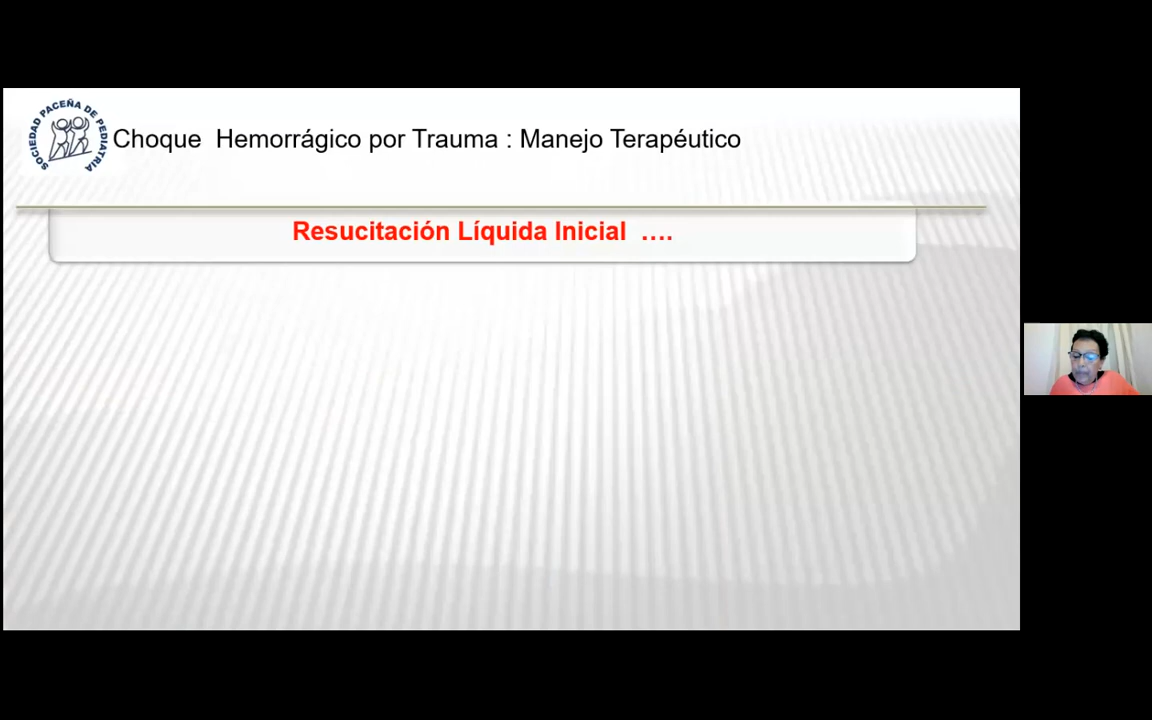 SOCIEDAD PACEÑA DE PEDIATRIA
Choque  Hemorrágico por Trauma : Manejo Terapéutico
Resucitación Líquida Inicial  ....